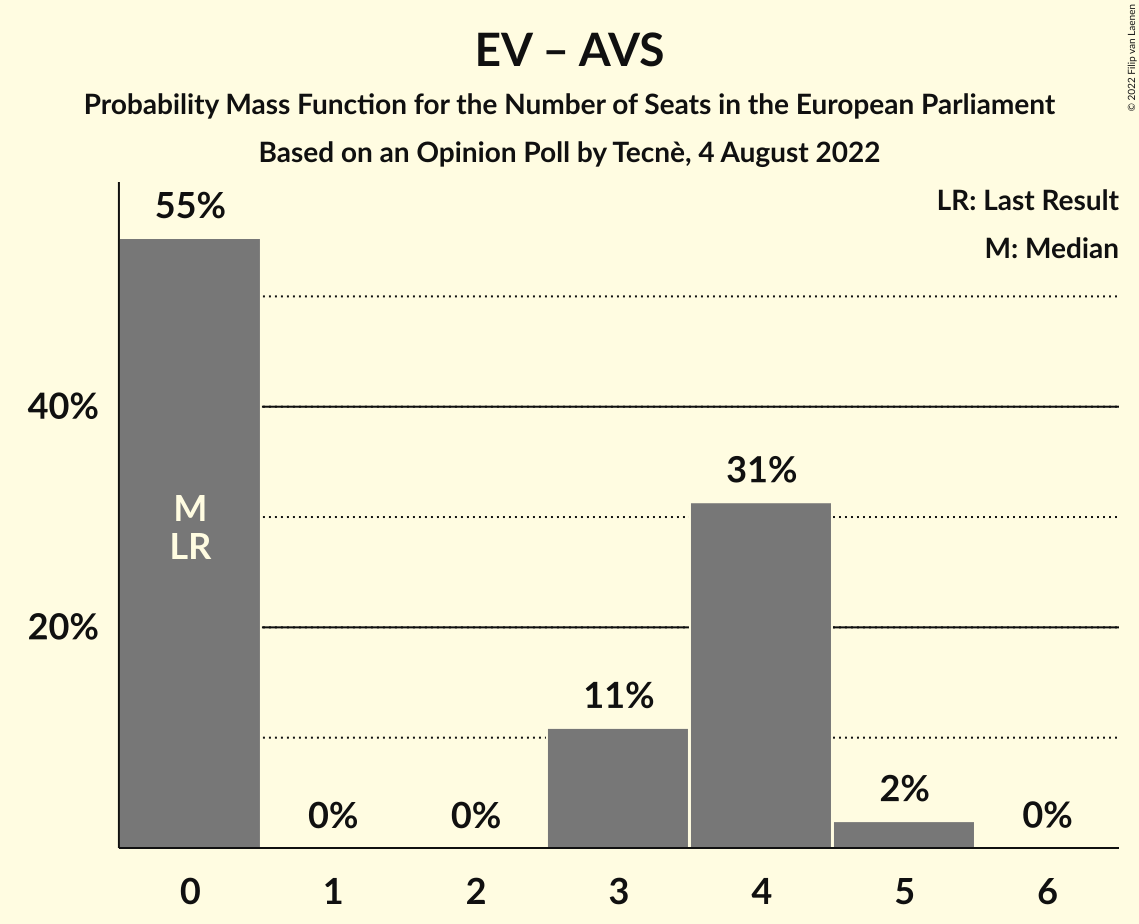 EV – AVS
Probability Mass Function for the Number of Seats in the European Parliament
Based on an Opinion Poll by Tecnè, 4 August 2022
© 2022 Filip van Laenen
LR: Last Result
M: Median
55%
40%
M
LR
31%
20%
11%
2%
0%
0%
0%
0
1
2
3
4
5
6